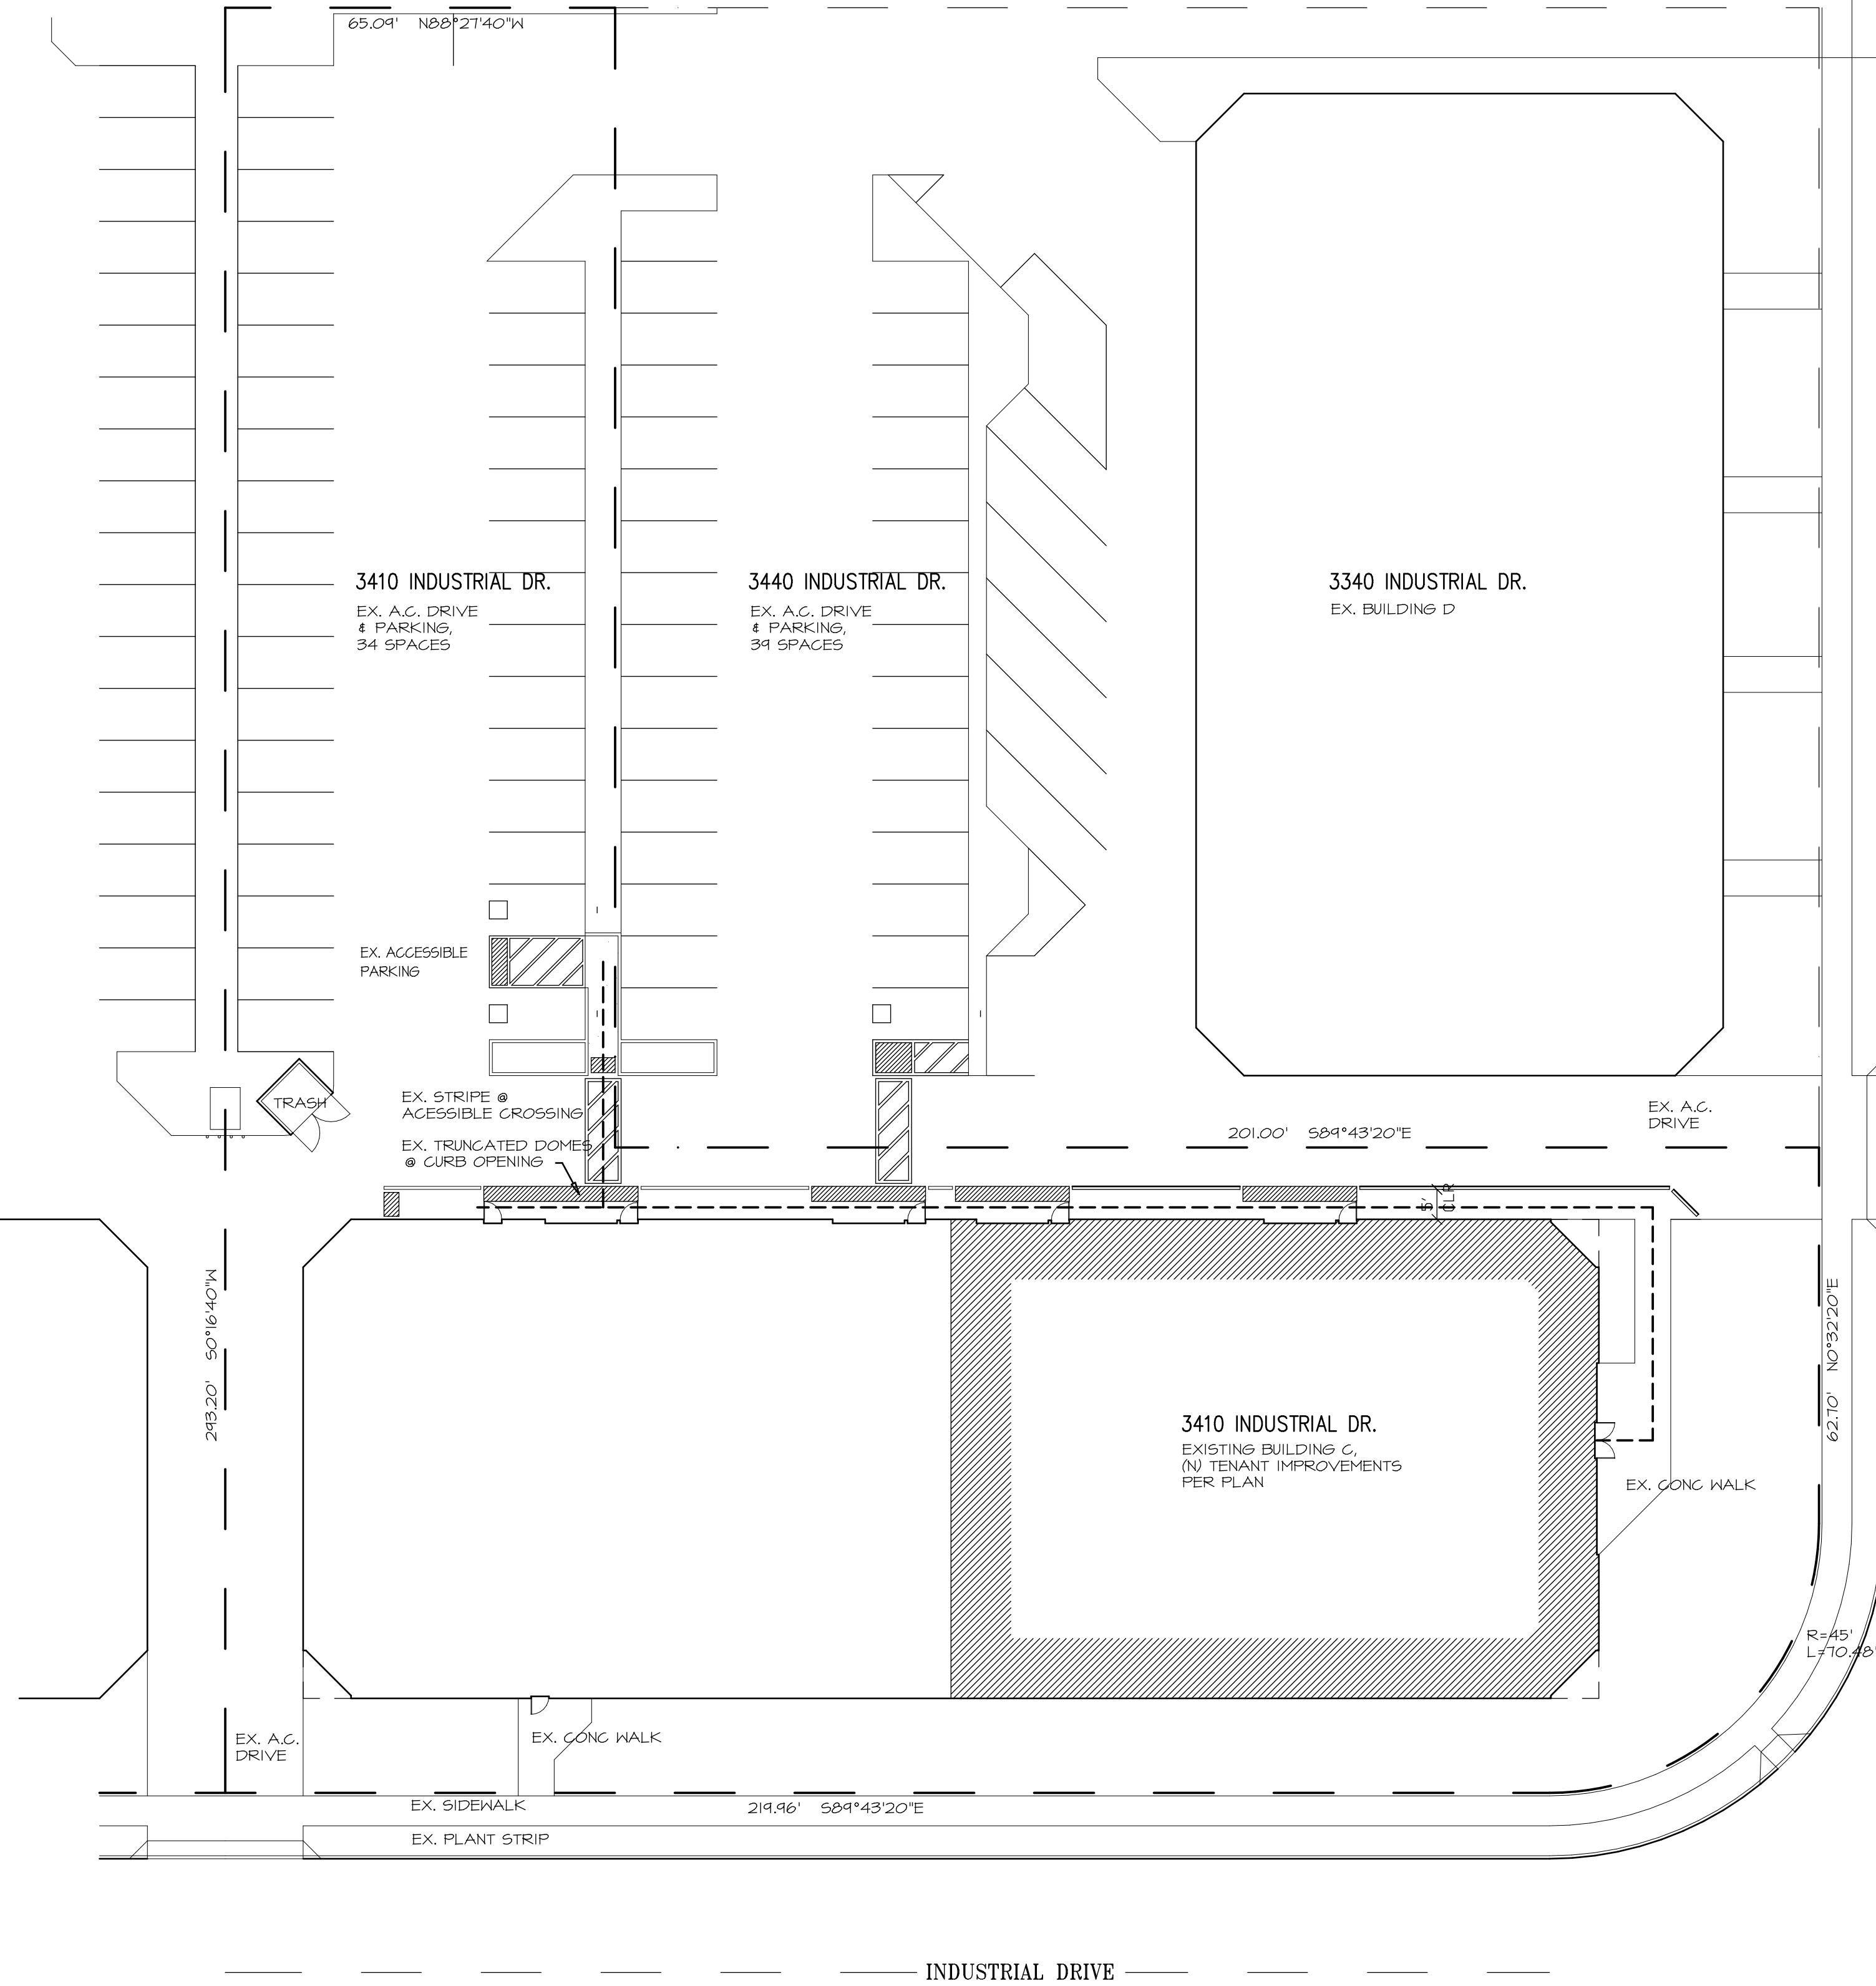 65.09' N88°27'40"W
3410 INDUSTRIAL DR.
EX. A.C. DRIVE
& PARKING,
34 SPACES
3440 INDUSTRIAL DR.
EX. A.C. DRIVE
& PARKING,
39 SPACES
3340 INDUSTRIAL DR.
EX. BUILDING D
EX. ACCESSIBLE
PARKING
TRASH
EX. STRIPE @
ACESSIBLE CROSSING
EX. TRUNCATED DOMES
@ CURB OPENING
201.00' S89°43'20"E
EX. A.C.
DRIVE
5'
CLR
293.20' S0°16'40"W
62.70' N0°32'20"E
3410 INDUSTRIAL DR.
EXISTING BUILDING C,
(N) TENANT IMPROVEMENTS
PER PLAN
EX. CONC WALK
R=45'
L=70.48'
EX. A.C.
DRIVE
EX. CONC WALK
EX. SIDEWALK
219.96' S89°43'20"E
EX. PLANT STRIP
INDUSTRIAL DRIVE